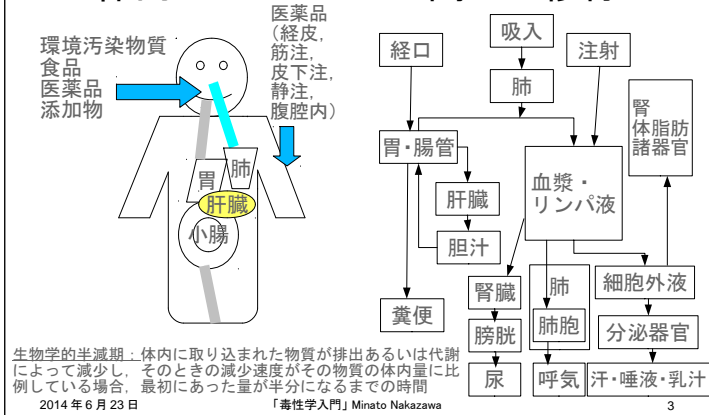 環境汚染物質
食品
医薬品
添加物
医薬品
(経皮,
筋注,
皮下注,
静注,
腹腔内)
胃
肺
肝臓
小腸
経口
吸入
注射
肺
腎
体脂肪
諸器官
胃・腸管
血漿・
リンパ液
肝臓
胆汁
腎臓
肺
細胞外液
糞便
膀胱
肺胞
分泌器官
尿
呼気
汗・唾液・乳汁
生物学的半減期:体内に取り込まれた物質が排出あるいは代謝
によって減少し,そのときの減少速度がその物質の体内量に比
例している場合,最初にあった量が半分になるまでの時間
2014年6月23日
「毒性学入門」Minato Nakazawa
3